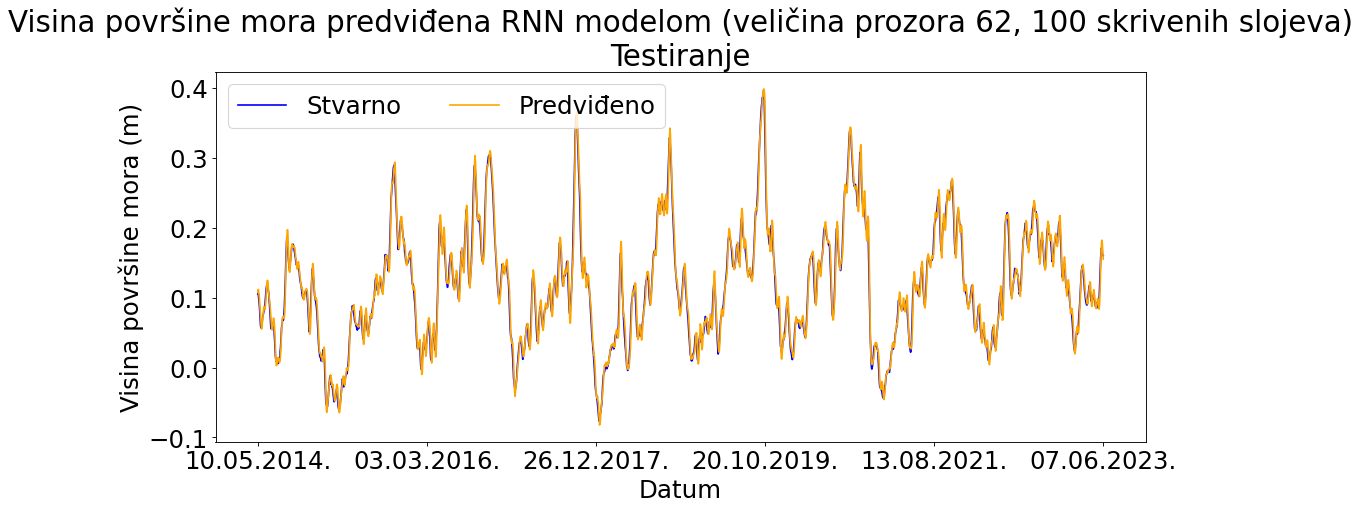 Visina površine mora predviđena RNN modelom (veličina prozora 62, 100 skrivenih slojeva)
Testiranje
Stvarno Predviđeno
Visina površine mora (m)
0.4
0.3
0.2
0.1
0.0
−0.1
10.05.2014. 03.03.2016. 26.12.2017. 20.10.2019. 13.08.2021. 07.06.2023.
Datum